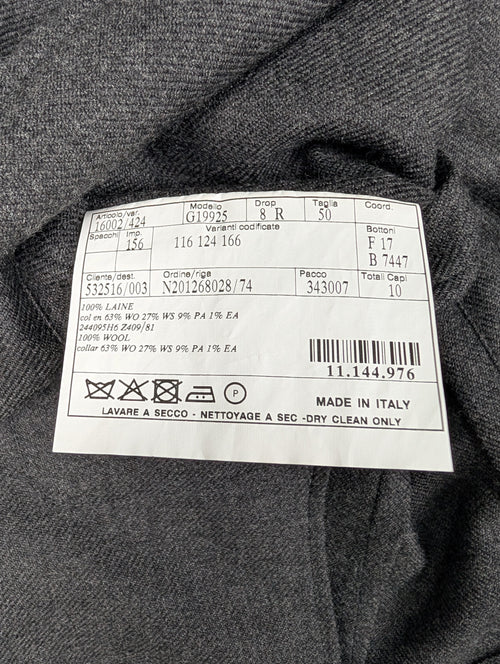 Articolo/var. Modello Drop Taglia Coord.
16002/424 G19925 8 R 50
Spacchi Imp. Varianti codificate Bottoni
156 116 124 166 F 17
B 7447
Cliente/dest. Ordine/riga Pacco Totali Capi
532516/003 N201268028/74 343007 10
100% LAINE
col en 63% WO 27% WS 9% PA 1% EA
244095H6 Z409/81
100% WOOL
collar 63% WO 27% WS 9% PA 1% EA
11.144.976
P MADE IN ITALY
LAVARE A SECCO - NETTOYAGE A SEC -DRY CLEAN ONLY